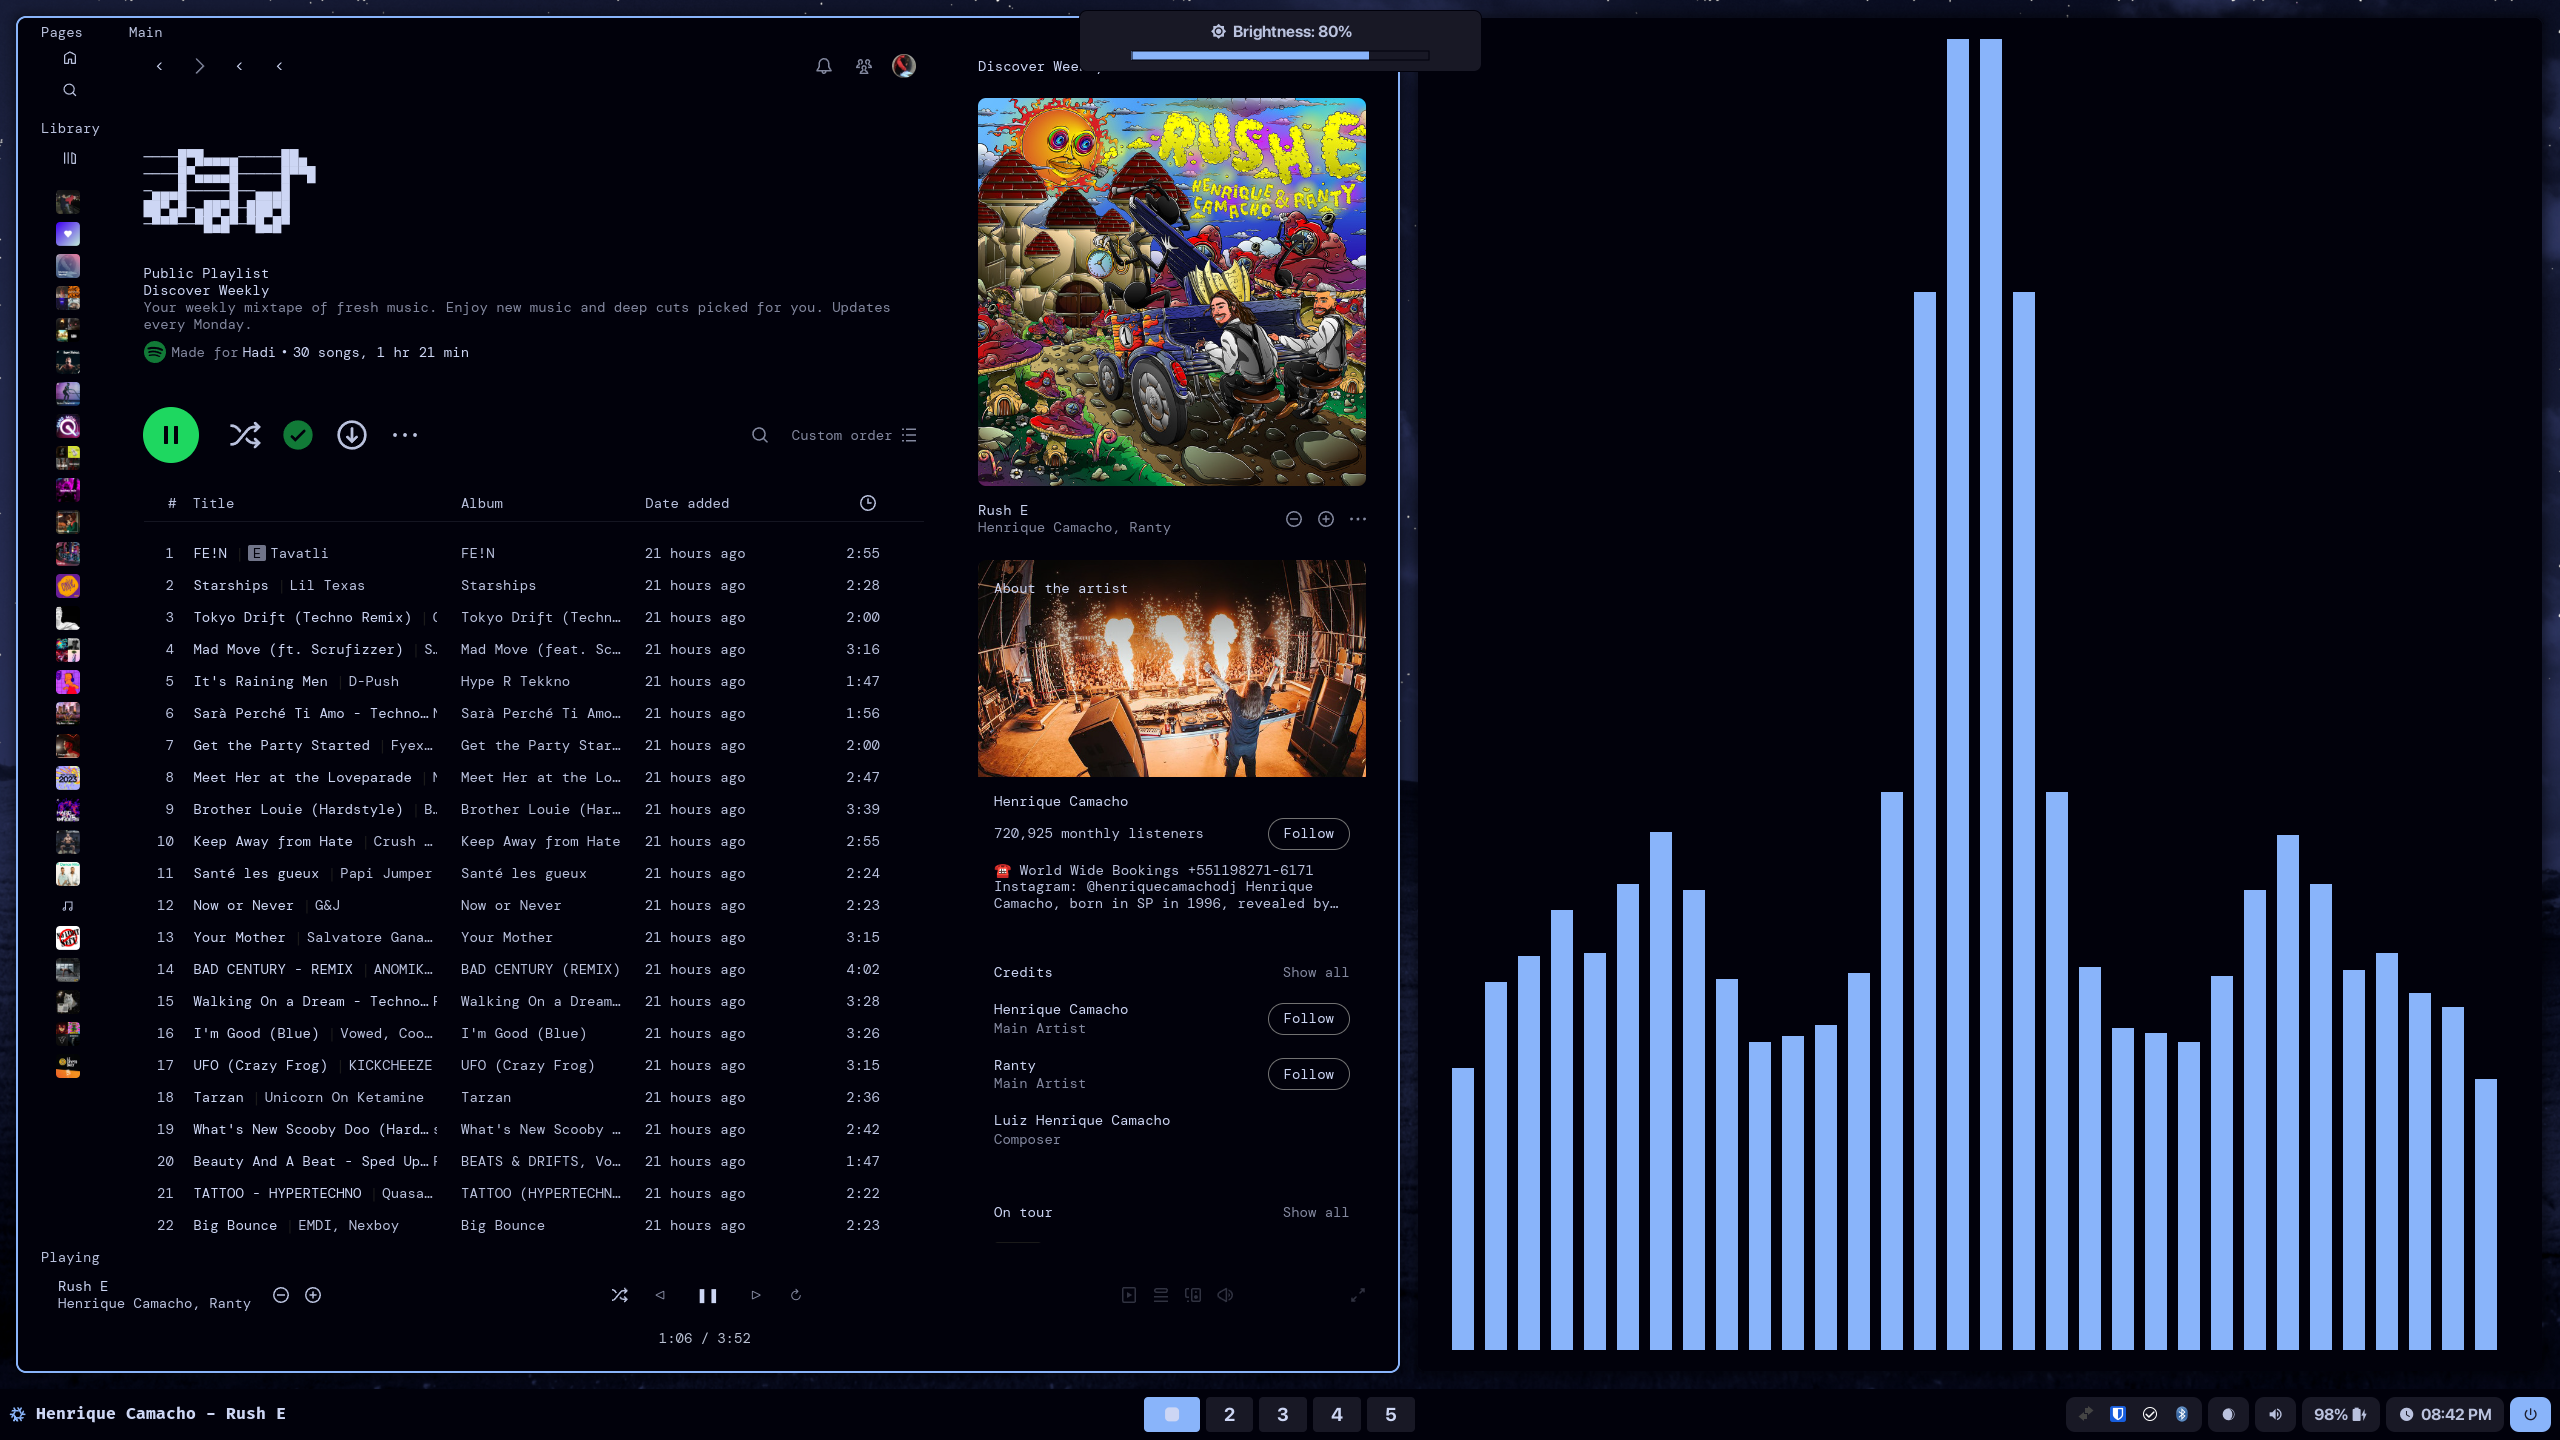 Brightness: 80%
Pages
Main
Discover Weekly
Library
Public Playlist
Discover Weekly
Your weekly mixtape of fresh music. Enjoy new music and deep cuts picked for you. Updates
every Monday.
Made for Hadi • 30 songs, 1 hr 21 min
Custom order
# Title Album Date added
1 FE!N E Tavatli FE!N 21 hours ago 2:55
2 Starships Lil Texas Starships 21 hours ago 2:28
3 Tokyo Drift (Techno Remix) Tokyo Drift (Techn… 21 hours ago 2:00
4 Mad Move (ft. Scrufizzer) S… Mad Move (feat. Sc… 21 hours ago 3:16
5 It's Raining Men D-Push Hype R Tekkno 21 hours ago 1:47
6 Sarà Perché Ti Amo - Techno… Sarà Perché Ti Amo… 21 hours ago 1:56
7 Get the Party Started Fyex… Get the Party Star… 21 hours ago 2:00
8 Meet Her at the Loveparade Meet Her at the Lo… 21 hours ago 2:47
9 Brother Louie (Hardstyle) B… Brother Louie (Har… 21 hours ago 3:39
10 Keep Away from Hate Crush … Keep Away from Hate 21 hours ago 2:55
11 Santé les gueux Papi Jumper Santé les gueux 21 hours ago 2:24
12 Now or Never G&J Now or Never 21 hours ago 2:23
13 Your Mother Salvatore Gana… Your Mother 21 hours ago 3:15
14 BAD CENTURY - REMIX ANOMIK… BAD CENTURY (REMIX) 21 hours ago 4:02
15 Walking On a Dream - Techno… Walking On a Dream… 21 hours ago 3:28
16 I'm Good (Blue) Vowed, Coo… I'm Good (Blue) 21 hours ago 3:26
17 UFO (Crazy Frog) KICKCHEEZE UFO (Crazy Frog) 21 hours ago 3:15
18 Tarzan Unicorn On Ketamine Tarzan 21 hours ago 2:36
19 What's New Scooby Doo (Hard… What's New Scooby … 21 hours ago 2:42
20 Beauty And A Beat - Sped Up… BEATS & DRIFTS, Vo… 21 hours ago 1:47
21 TATTOO - HYPERTECHNO Quasa… TATTOO (HYPERTECHN… 21 hours ago 2:22
22 Big Bounce EMDI, Nexboy Big Bounce 21 hours ago 2:23
RUSH E
HENRIQUE & RANTY
CAMACHO
Rush E
Henrique Camacho, Ranty
About the artist
Henrique Camacho
720,925 monthly listeners
Follow
☎️ World Wide Bookings +551198271-6171
Instagram: @henriquecamachodj Henrique
Camacho, born in SP in 1996, revealed by…
Credits
Show all
Henrique Camacho
Main Artist
Follow
Ranty
Main Artist
Follow
Luiz Henrique Camacho
Composer
On tour
Show all
Playing
Rush E
Henrique Camacho, Ranty
1:06 / 3:52
Henrique Camacho - Rush E
2 3 4 5
98%
08:42 PM